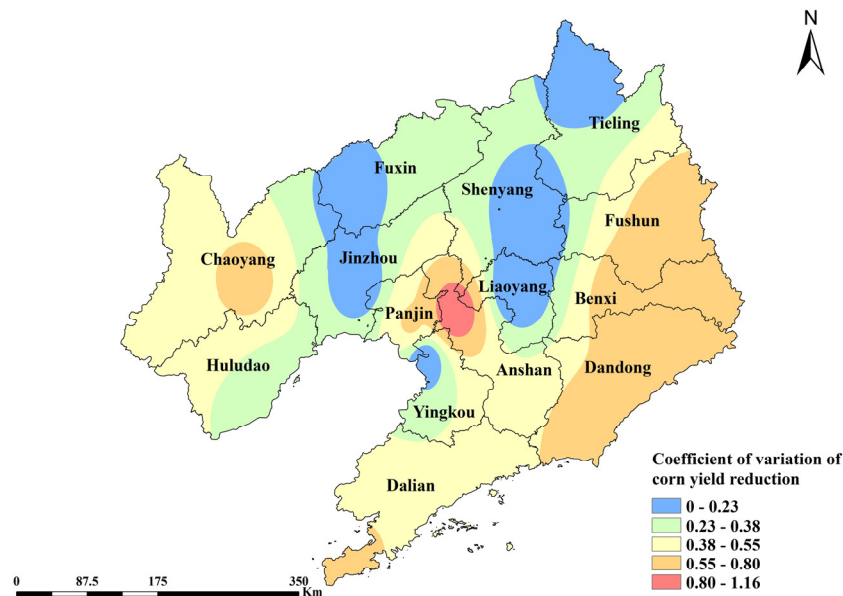 N
Tieling
Fuxin
Shenyang
Fushun
Chaoyang
Jinzhou
Liaoyang
Benxi
Panjin
Huludao
Anshan
Dandong
Yingkou
Dalian
Coefficient of variation of
corn yield reduction
0 - 0.23
0.23 - 0.38
0.38 - 0.55
0.55 - 0.80
0.80 - 1.16
0 87.5 175 350
Km